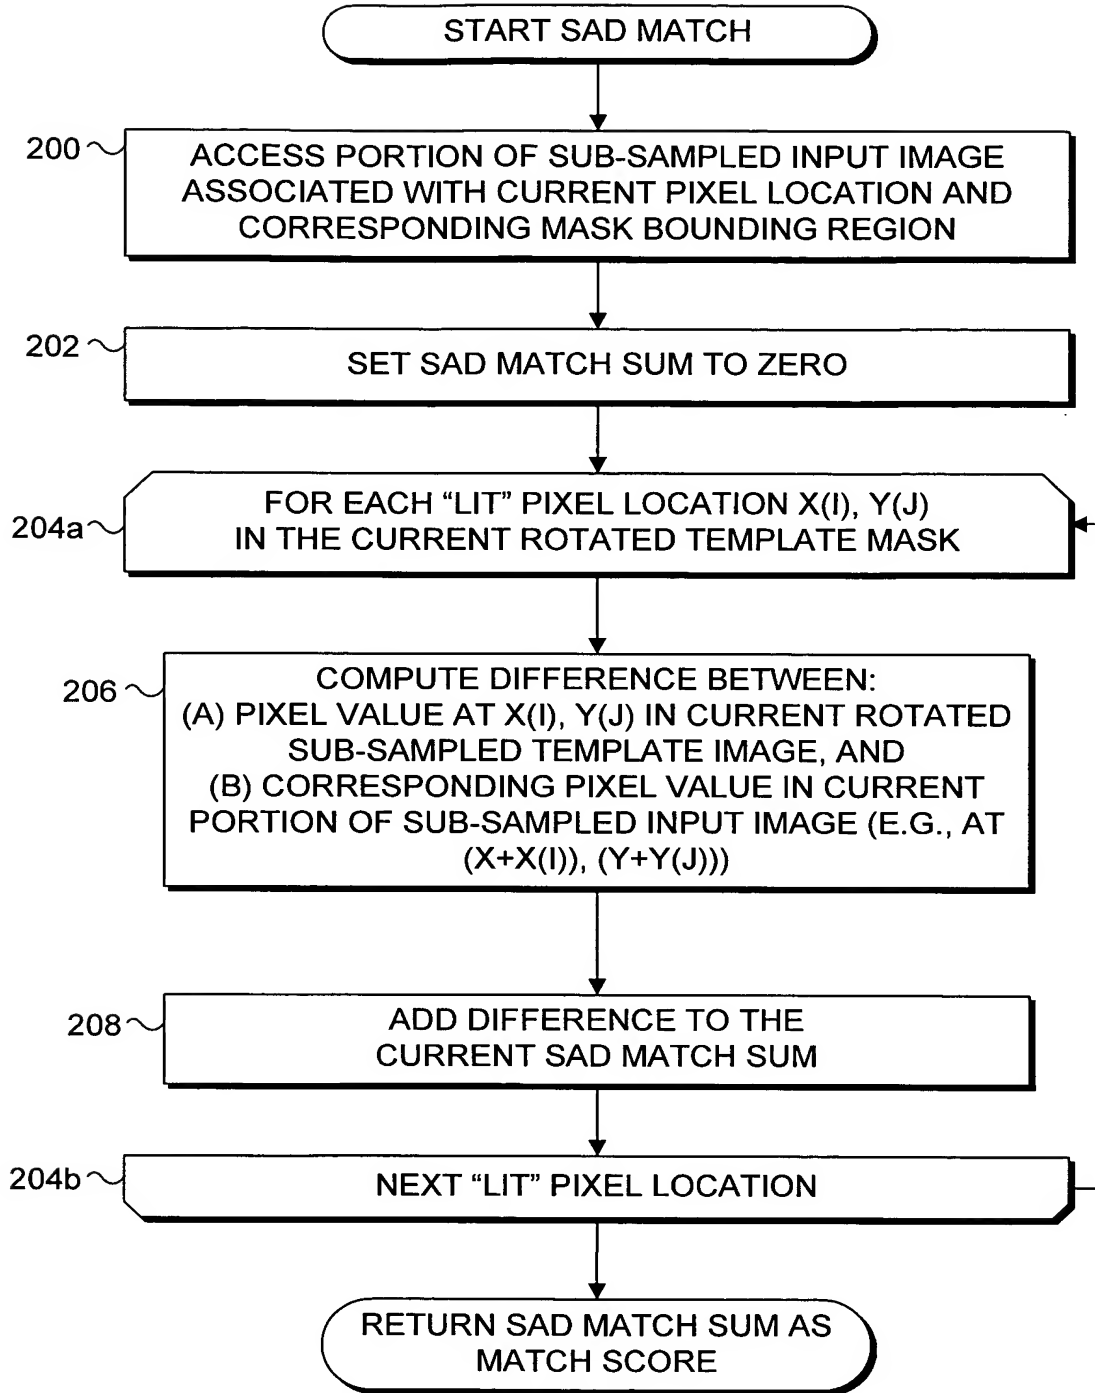 START SAD MATCH
200
ACCESS PORTION OF SUB-SAMPLED INPUT IMAGE
ASSOCIATED WITH CURRENT PIXEL LOCATION AND
CORRESPONDING MASK BOUNDING REGION
202
SET SAD MATCH SUM TO ZERO
204a
FOR EACH “LIT” PIXEL LOCATION X(I), Y(J)
IN THE CURRENT ROTATED TEMPLATE MASK
206
COMPUTE DIFFERENCE BETWEEN:
(A) PIXEL VALUE AT X(I), Y(J) IN CURRENT ROTATED
SUB-SAMPLED TEMPLATE IMAGE, AND
(B) CORRESPONDING PIXEL VALUE IN CURRENT
PORTION OF SUB-SAMPLED INPUT IMAGE (E.G., AT
(X+X(I)), (Y+Y(J)))
208
ADD DIFFERENCE TO THE
CURRENT SAD MATCH SUM
204b
NEXT “LIT” PIXEL LOCATION
RETURN SAD MATCH SUM AS
MATCH SCORE